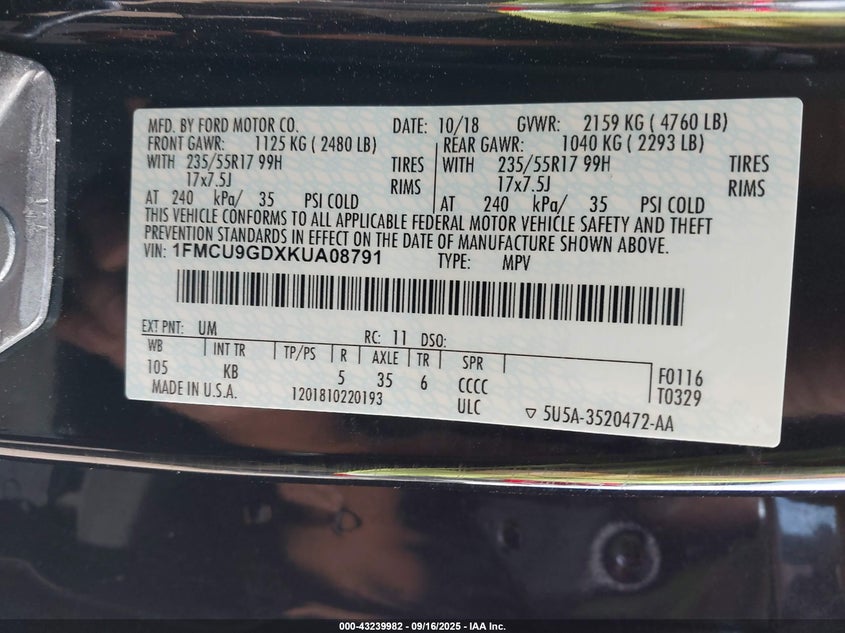 MFD. BY FORD MOTOR CO. DATE: 10/18 GVWR: 2159 KG ( 4760 LB)
FRONT GAWR: 1125 KG ( 2480 LB) REAR GAWR: 1040 KG ( 2293 LB)
WITH 235/55R17 99H TIRES WITH 235/55R17 99H TIRES
17x7.5J RIMS 17x7.5J RIMS
AT 240 kPa/ 35 PSI COLD AT 240 kPa/ 35 PSI COLD
THIS VEHICLE CONFORMS TO ALL APPLICABLE FEDERAL MOTOR VEHICLE SAFETY AND THEFT
PREVENTION STANDARDS IN EFFECT ON THE DATE OF MANUFACTURE SHOWN ABOVE.
VIN: 1FMCU9GDXKUA08791 TYPE: MPV
EXT PNT: UM RC: 11 DSO:
WB INT TR TP/PS R AXLE TR SPR
105 KB 5 35 6 CCCC F0116
MADE IN U.S.A. 1201810220193 ULC T0329
▽ 5U5A-3520472-AA
000-43239982 - 09/16/2025 - IAA Inc.